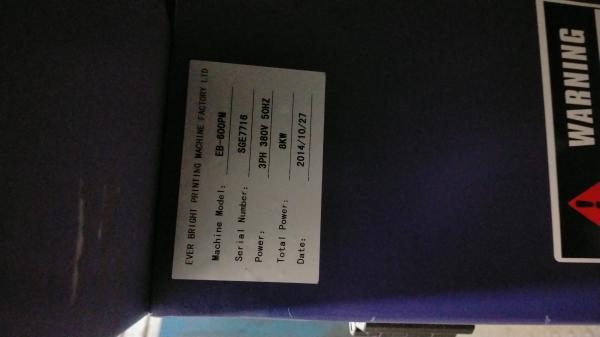 EVER BRIGHT PRINTING MACHINE FACTORY LTD
Machine Model: EB-600PM
Serial Number: SGE7716
Power: 3PH 380V 50HZ
Total Power: 8KW
Date: 2014/10/27
WARNING